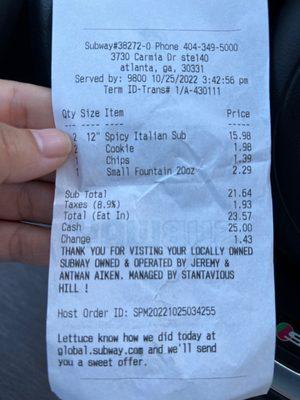 Subway#38272-0 Phone 404-349-5000
3730 Carmia Dr ste140
atlanta, ga, 30331
Served by: 9800 10/25/2022 3:42:56 pm
Term ID-Trans# 1/A-430111
Qty Size Item Price
2 12" Spicy Italian Sub 15.98
2 Cookie 1.98
1 Chips 1.39
1 Small Fountain 20oz 2.29
Sub Total 21.64
Taxes (8.9%) 1.93
Total (Eat In) 23.57
Cash 25.00
Change 1.43
THANK YOU FOR VISTING YOUR LOCALLY OWNED
SUBWAY OWNED & OPERATED BY JEREMY &
ANTWAN AIKEN. MANAGED BY STANTAVIOUS
HILL !
Host Order ID: SPM20221025034255
Lettuce know how we did today at
global.subway.com and we'll send
you a sweet offer.